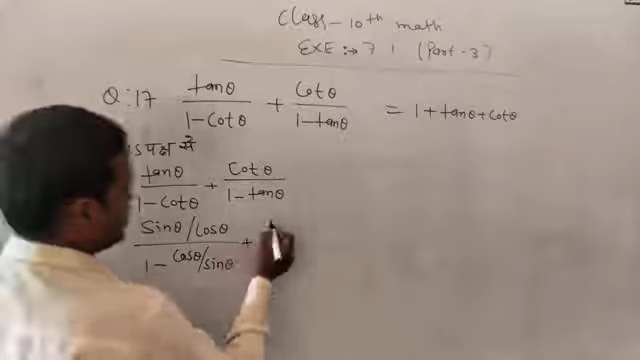 Class - 10th math
EXE :→ 7 1 (Part-3)
Q:17 tanθ/1-Cotθ + Cotθ/1-tanθ = 1+tanθ+cotθ
पक्ष से
tanθ/1-Cotθ + Cotθ/1-tanθ
Sinθ/Cosθ/1-Cosθ/sinθ +